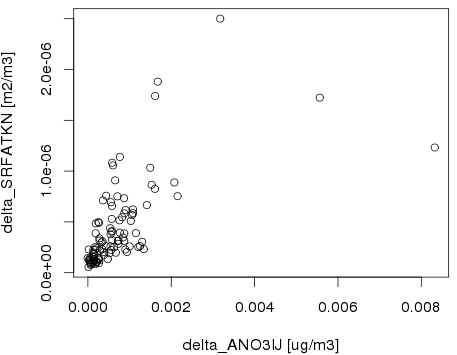 delta_SRFATKN [m2/m3]
2.0e-06
1.0e-06
0.0e+00
0.000 0.002 0.004 0.006 0.008
delta_ANO3IJ [ug/m3]